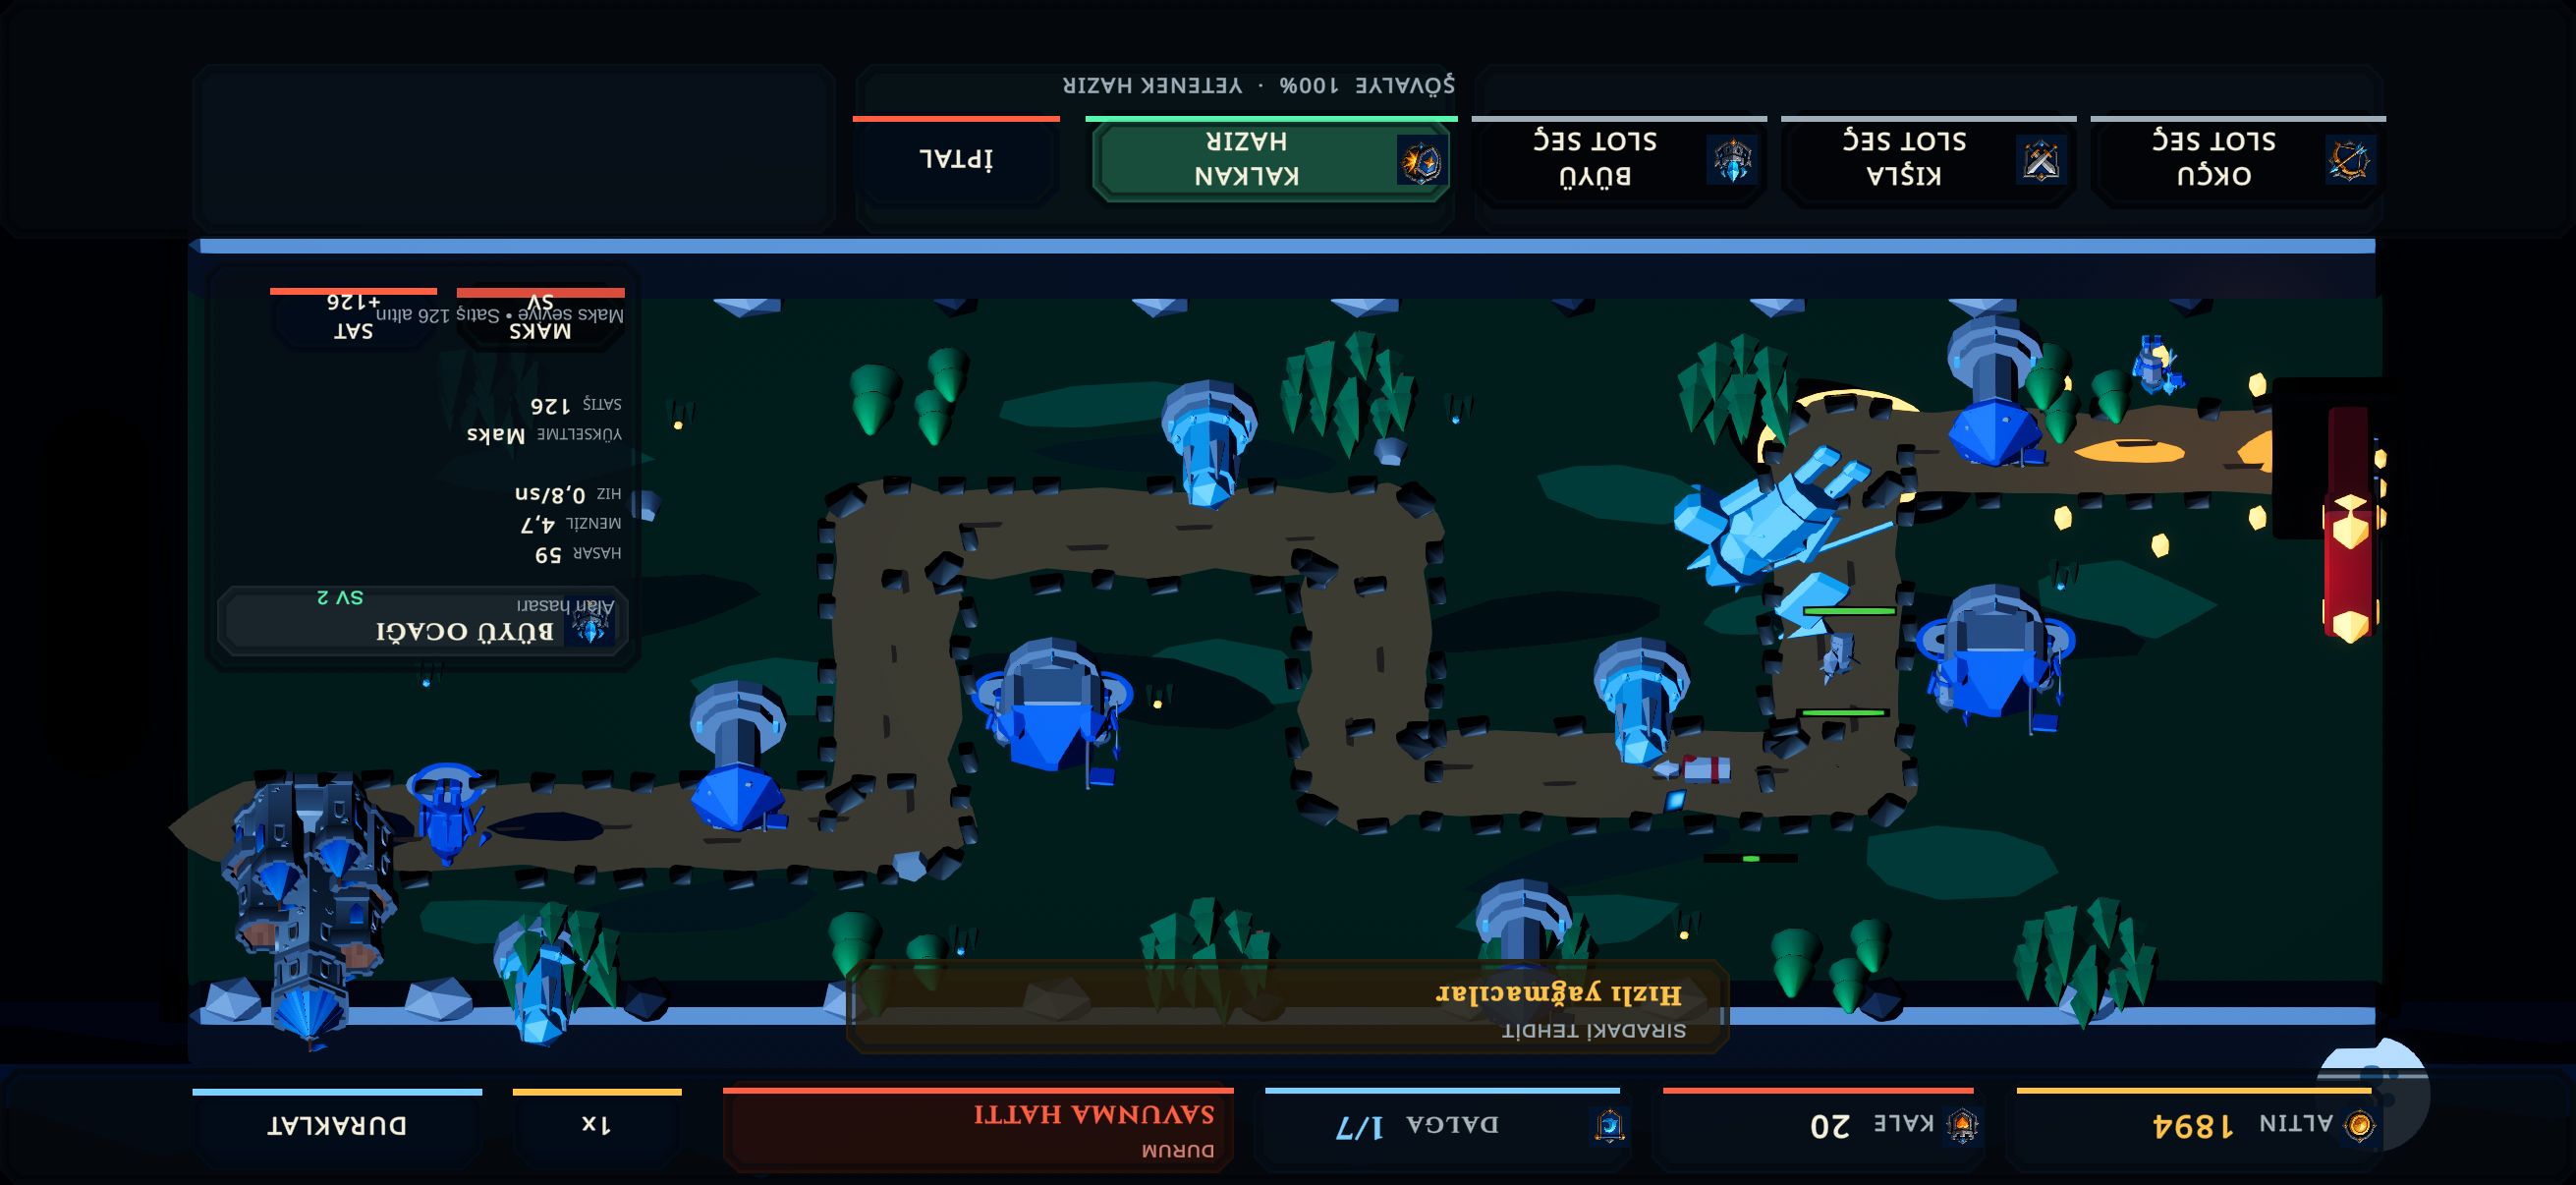 ALTIN 1894
KALE 20
DALGA 1/7
DURUM
SAVUNMA HATTI
1x
DURAKLAT
SIRADAKİ TEHDİT
Hızlı yağmacılar
BÜYÜ OCAĞI
Alan hasarı
SV 2
HASAR 59
MENZİL 4,7
HIZ 0,8/sn
YÜKSELTME Maks
SATIŞ 126
MAKS
SV
SAT
+126
Maks seviye • Satış 126 altın
OKÇU
SLOT SEÇ
KIŞLA
SLOT SEÇ
BÜYÜ
SLOT SEÇ
KALKAN
HAZIR
İPTAL
ŞÖVALYE 100% · YETENEK HAZIR